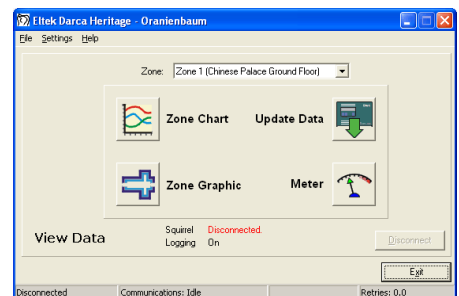 Eltek Darca Heritage - Oranienbaum
File Settings Help
Zone: Zone 1 (Chinese Palace Ground Floor)
Zone Chart Update Data
Zone Graphic Meter
View Data
Squirrel Disconnected.
Logging On
Disconnect
Exit
Disconnected Communications: Idle Retries: 0.0